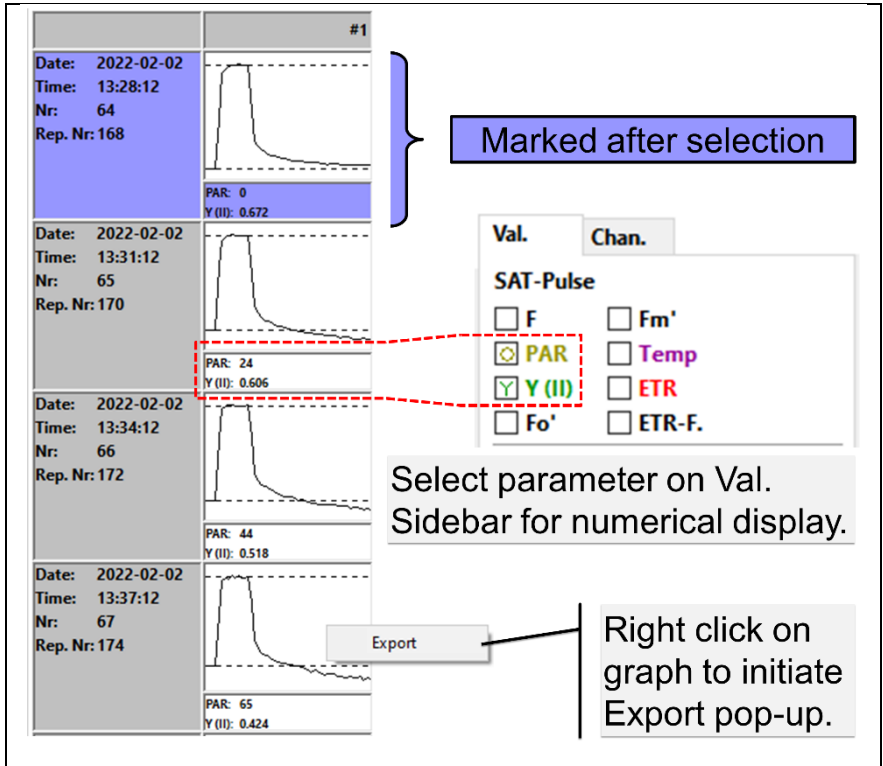 #1
Date: 2022-02-02
Time: 13:28:12
Nr: 64
Rep. Nr: 168
PAR: 0
Y (II): 0.672
Marked after selection
Date: 2022-02-02
Time: 13:31:12
Nr: 65
Rep. Nr: 170
PAR: 24
Y (II): 0.606
Val. Chan.
SAT-Pulse
F Fm'
PAR Temp
Y (II) ETR
Fo' ETR-F.
Date: 2022-02-02
Time: 13:34:12
Nr: 66
Rep. Nr: 172
PAR: 44
Y (II): 0.518
Select parameter on Val.
Sidebar for numerical display.
Date: 2022-02-02
Time: 13:37:12
Nr: 67
Rep. Nr: 174
PAR: 65
Y (II): 0.424
Export
Right click on
graph to initiate
Export pop-up.